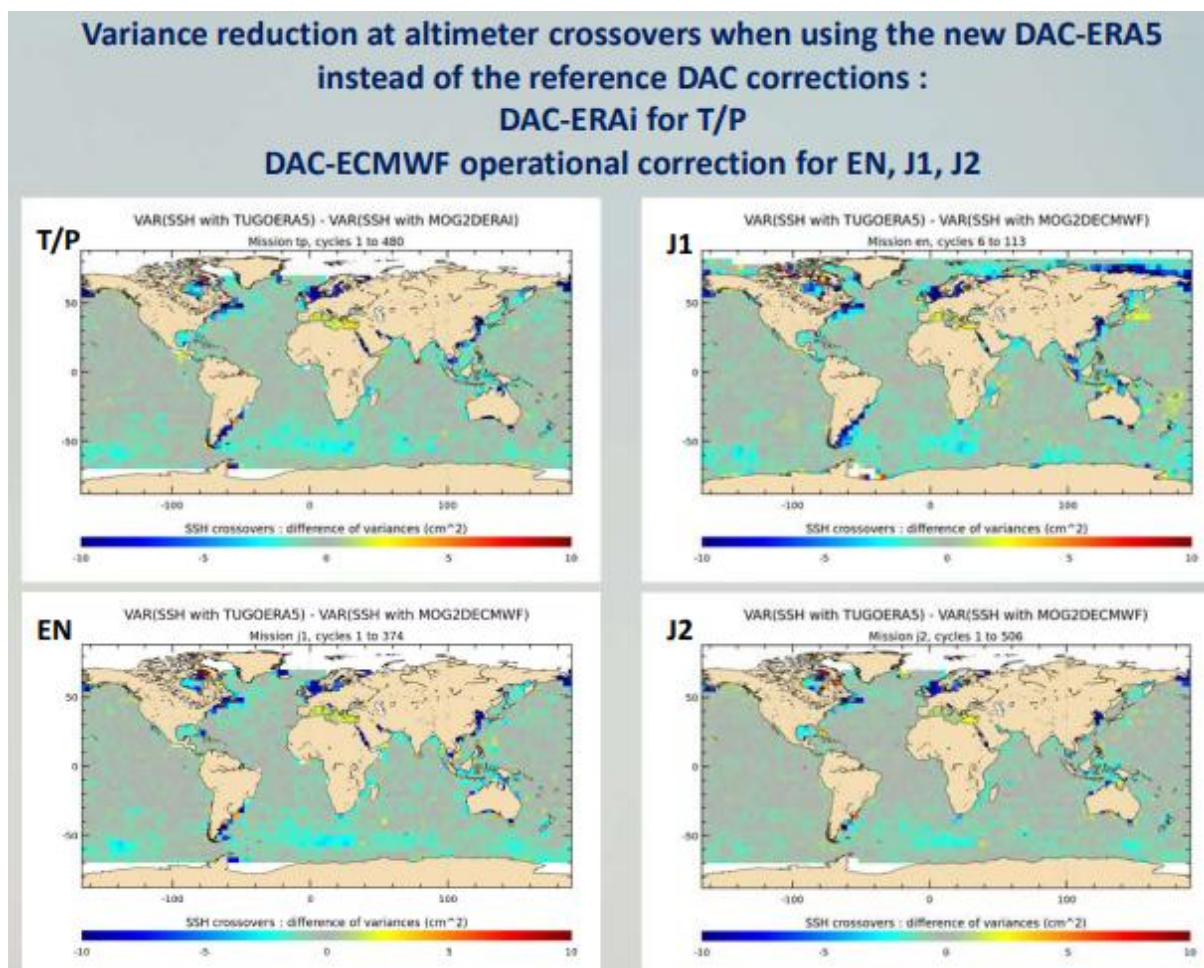 Variance reduction at altimeter crossovers when using the new DAC-ERA5
instead of the reference DAC corrections :
DAC-ERAi for T/P
DAC-ECMWF operational correction for EN, J1, J2
T/P
VAR(SSH with TUGOERA5) - VAR(SSH with MOG2DERAI)
Mission tp, cycles 1 to 480
50
0
-50
-100
0
100
SSH crossovers : difference of variances (cm^2)
-10
-5
0
5
10
J1
VAR(SSH with TUGOERA5) - VAR(SSH with MOG2DECMWF)
Mission en, cycles 6 to 113
50
0
-50
-100
0
100
SSH crossovers : difference of variances (cm^2)
-10
-5
0
5
10
EN
VAR(SSH with TUGOERA5) - VAR(SSH with MOG2DECMWF)
Mission j1, cycles 1 to 374
50
0
-50
-100
0
100
SSH crossovers : difference of variances (cm^2)
-10
-5
0
5
10
J2
VAR(SSH with TUGOERA5) - VAR(SSH with MOG2DECMWF)
Mission j2, cycles 1 to 506
50
0
-50
-100
0
100
SSH crossovers : difference of variances (cm^2)
-10
-5
0
5
10